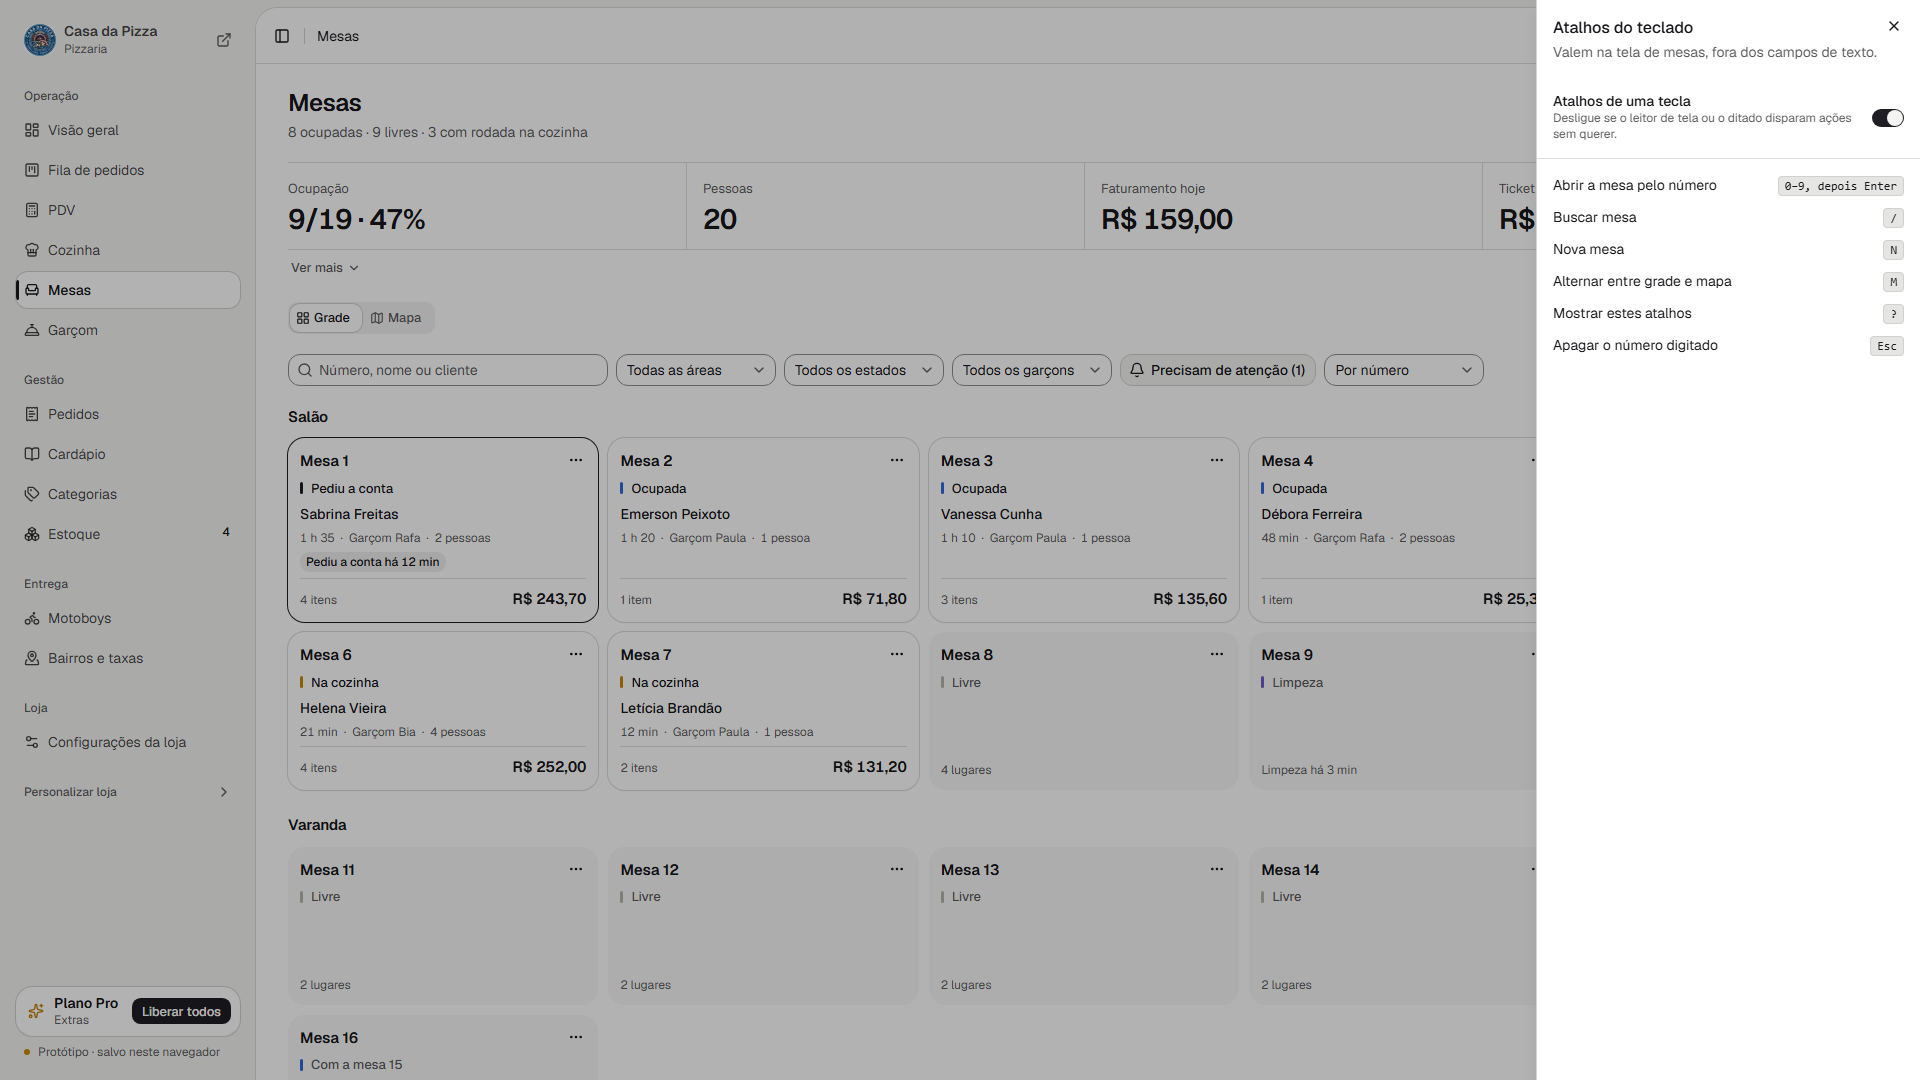 Casa da Pizza
Pizzaria
Operação
Visão geral
Fila de pedidos
PDV
Cozinha
Mesas
Garçom
Gestão
Pedidos
Cardápio
Categorias
Estoque 4
Entrega
Motoboys
Bairros e taxas
Loja
Configurações da loja
Personalizar loja
Plano Pro
Extras
Liberar todos
Protótipo · salvo neste navegador
Mesas
Mesas
8 ocupadas · 9 livres · 3 com rodada na cozinha
Ocupação
9/19 · 47%
Pessoas
20
Faturamento hoje
R$ 159,00
Ticket
R$
Ver mais
Grade
Mapa
Número, nome ou cliente
Todas as áreas
Todos os estados
Todos os garçons
Precisam de atenção (1)
Por número
Salão
Mesa 1
Pediu a conta
Sabrina Freitas
1 h 35 · Garçom Rafa · 2 pessoas
Pediu a conta há 12 min
4 itens R$ 243,70
Mesa 2
Ocupada
Emerson Peixoto
1 h 20 · Garçom Paula · 1 pessoa
1 item R$ 71,80
Mesa 3
Ocupada
Vanessa Cunha
1 h 10 · Garçom Paula · 1 pessoa
3 itens R$ 135,60
Mesa 4
Ocupada
Débora Ferreira
48 min · Garçom Rafa · 2 pessoas
1 item R$ 25,3
Mesa 6
Na cozinha
Helena Vieira
21 min · Garçom Bia · 4 pessoas
4 itens R$ 252,00
Mesa 7
Na cozinha
Letícia Brandão
12 min · Garçom Paula · 1 pessoa
2 itens R$ 131,20
Mesa 8
Livre
4 lugares
Mesa 9
Limpeza
Limpeza há 3 min
Varanda
Mesa 11
Livre
2 lugares
Mesa 12
Livre
2 lugares
Mesa 13
Livre
2 lugares
Mesa 14
Livre
2 lugares
Mesa 16
Com a mesa 15
Atalhos do teclado
Valem na tela de mesas, fora dos campos de texto.
Atalhos de uma tecla
Desligue se o leitor de tela ou o ditado disparam ações
sem querer.
Abrir a mesa pelo número 0–9, depois Enter
Buscar mesa /
Nova mesa N
Alternar entre grade e mapa M
Mostrar estes atalhos ?
Apagar o número digitado Esc